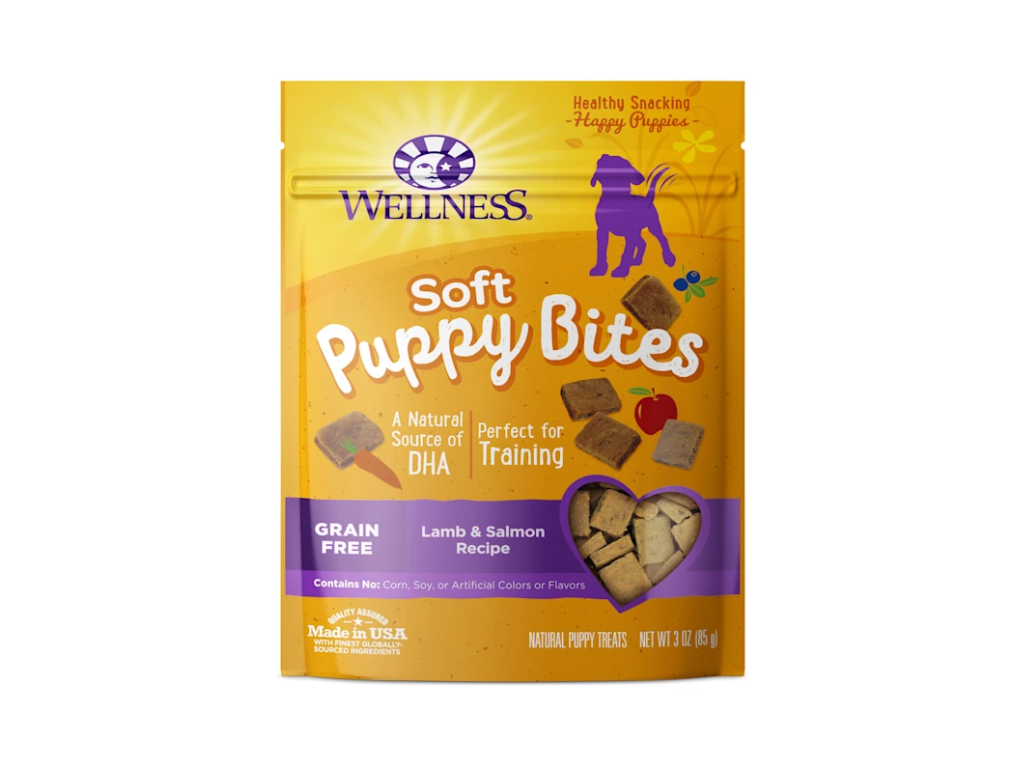 Healthy Snacking
-Happy Puppies-
WELLNESS®
Soft
Puppy Bites
A Natural
Source of
DHA
Perfect for
Training
GRAIN
FREE
Lamb & Salmon
Recipe
Contains No: Corn, Soy, or Artificial Colors or Flavors
QUALITY ASSURED
Made in USA
WITH FINEST GLOBALLY-
SOURCED INGREDIENTS
NATURAL PUPPY TREATS NET WT 3 OZ (85 g)